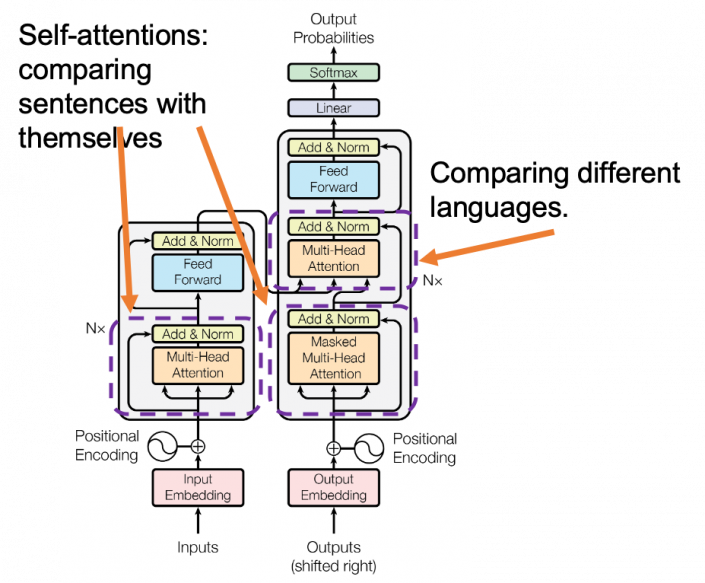 Self-attentions:
comparing
sentences with
themselves
Output
Probabilities
Softmax
Linear
Add & Norm
Feed
Forward
Add & Norm
Multi-Head
Attention
Comparing different
languages.
Nx
Add & Norm
Feed
Forward
Nx
Add & Norm
Multi-Head
Attention
Add & Norm
Masked
Multi-Head
Attention
Positional
Encoding
Positional
Encoding
Input
Embedding
Output
Embedding
Inputs
Outputs
(shifted right)